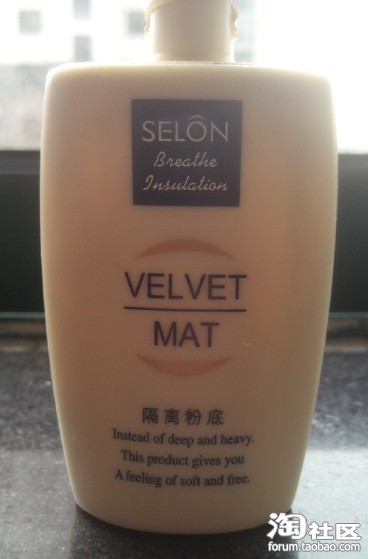 SELÔN
Breathe
Insulation
VELVET
MAT
隔离粉底
Instead of deep and heavy.
This product gives you
A feeling of soft and free.
淘社区
forum.taobao.com